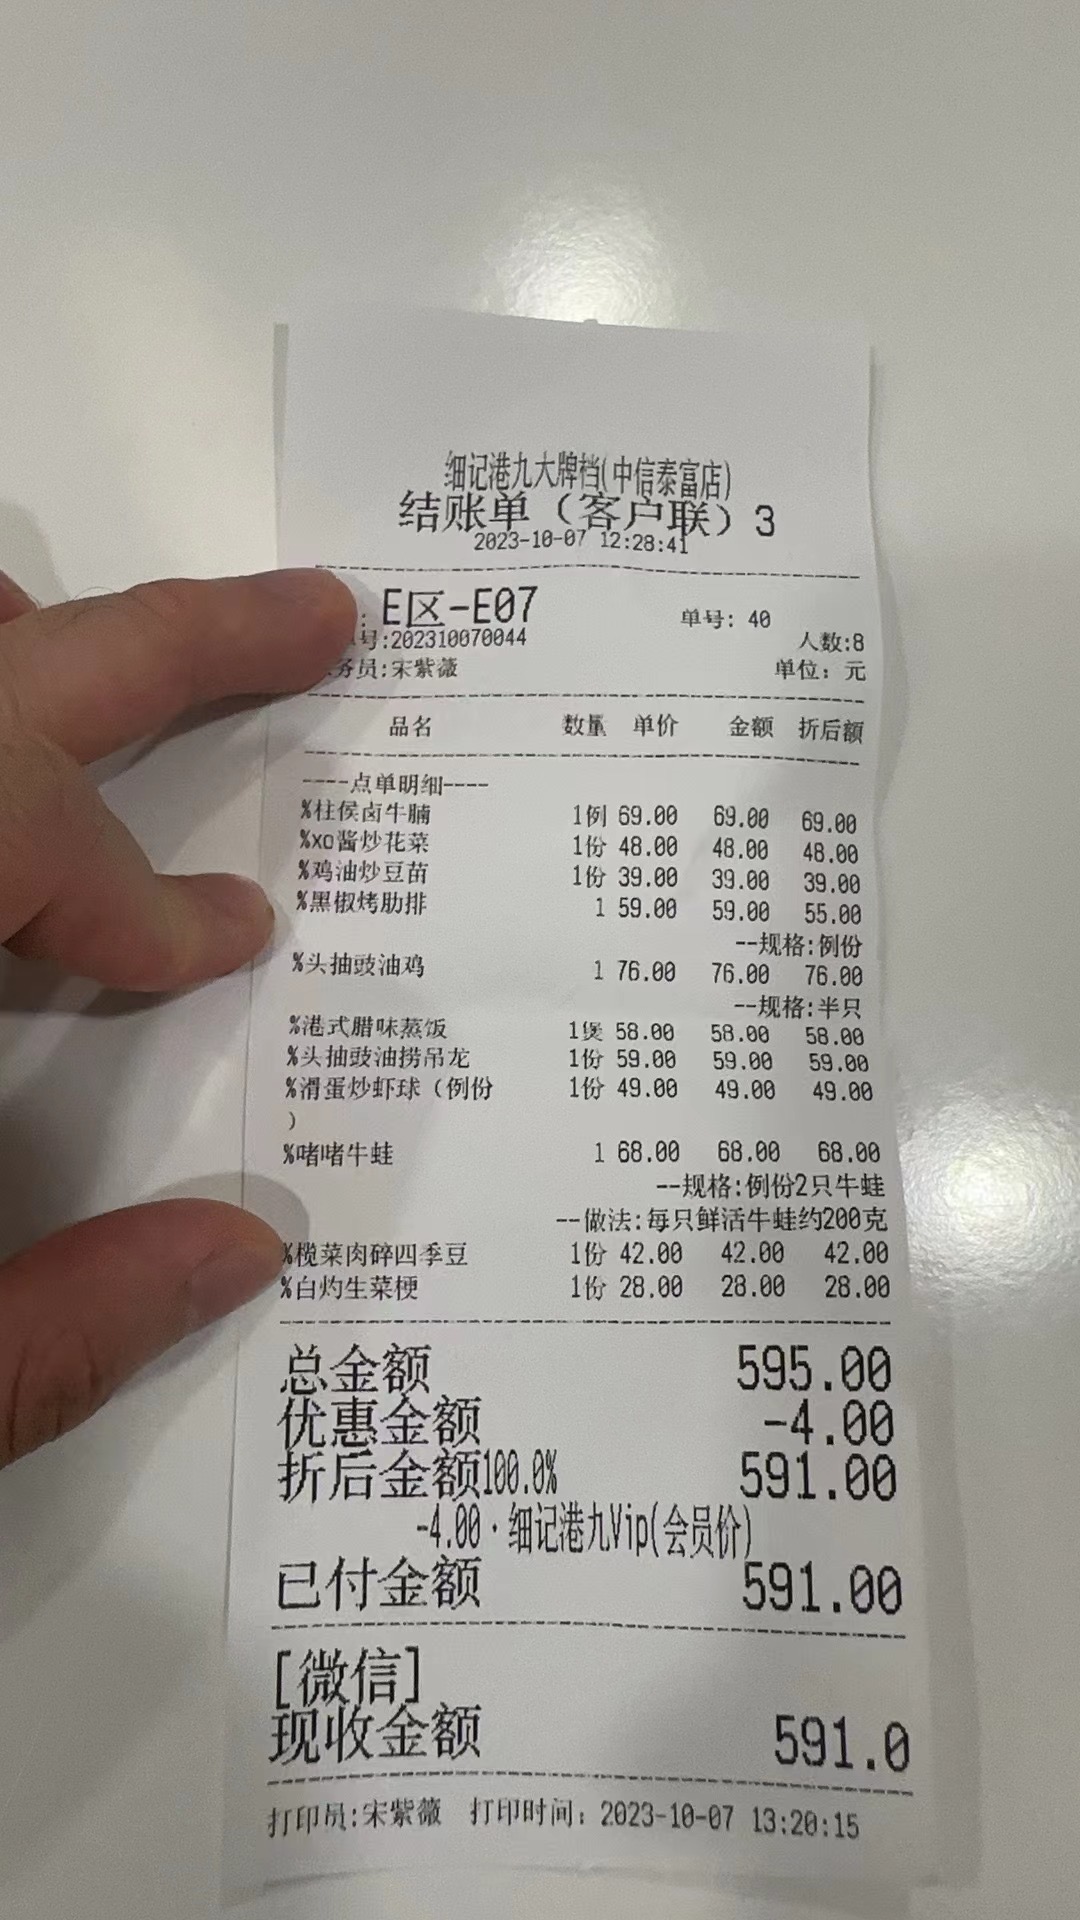 细记港九大牌档(中信泰富店)
结账单（客户联）3
2023-10-07 12:28:41
: E区-E07 单号: 40
号:202310070044 人数:8
务员:宋紫薇 单位: 元
品名 数量 单价 金额 折后额
----点单明细----
%柱侯卤牛腩 1例 69.00 69.00 69.00
%xo酱炒花菜 1份 48.00 48.00 48.00
%鸡油炒豆苗 1份 39.00 39.00 39.00
%黑椒烤肋排 1 59.00 59.00 55.00
--规格:例份
%头抽豉油鸡 1 76.00 76.00 76.00
--规格:半只
%港式腊味蒸饭 1煲 58.00 58.00 58.00
%头抽豉油捞吊龙 1份 59.00 59.00 59.00
%滑蛋炒虾球（例份 1份 49.00 49.00 49.00
）
%啫啫牛蛙 1 68.00 68.00 68.00
--规格:例份2只牛蛙
--做法:每只鲜活牛蛙约200克
%榄菜肉碎四季豆 1份 42.00 42.00 42.00
%白灼生菜梗 1份 28.00 28.00 28.00
总金额 595.00
优惠金额 -4.00
折后金额100.0% 591.00
-4.00·细记港九Vip(会员价)
已付金额 591.00
[微信]
现收金额 591.0
打印员:宋紫薇 打印时间: 2023-10-07 13:20:15